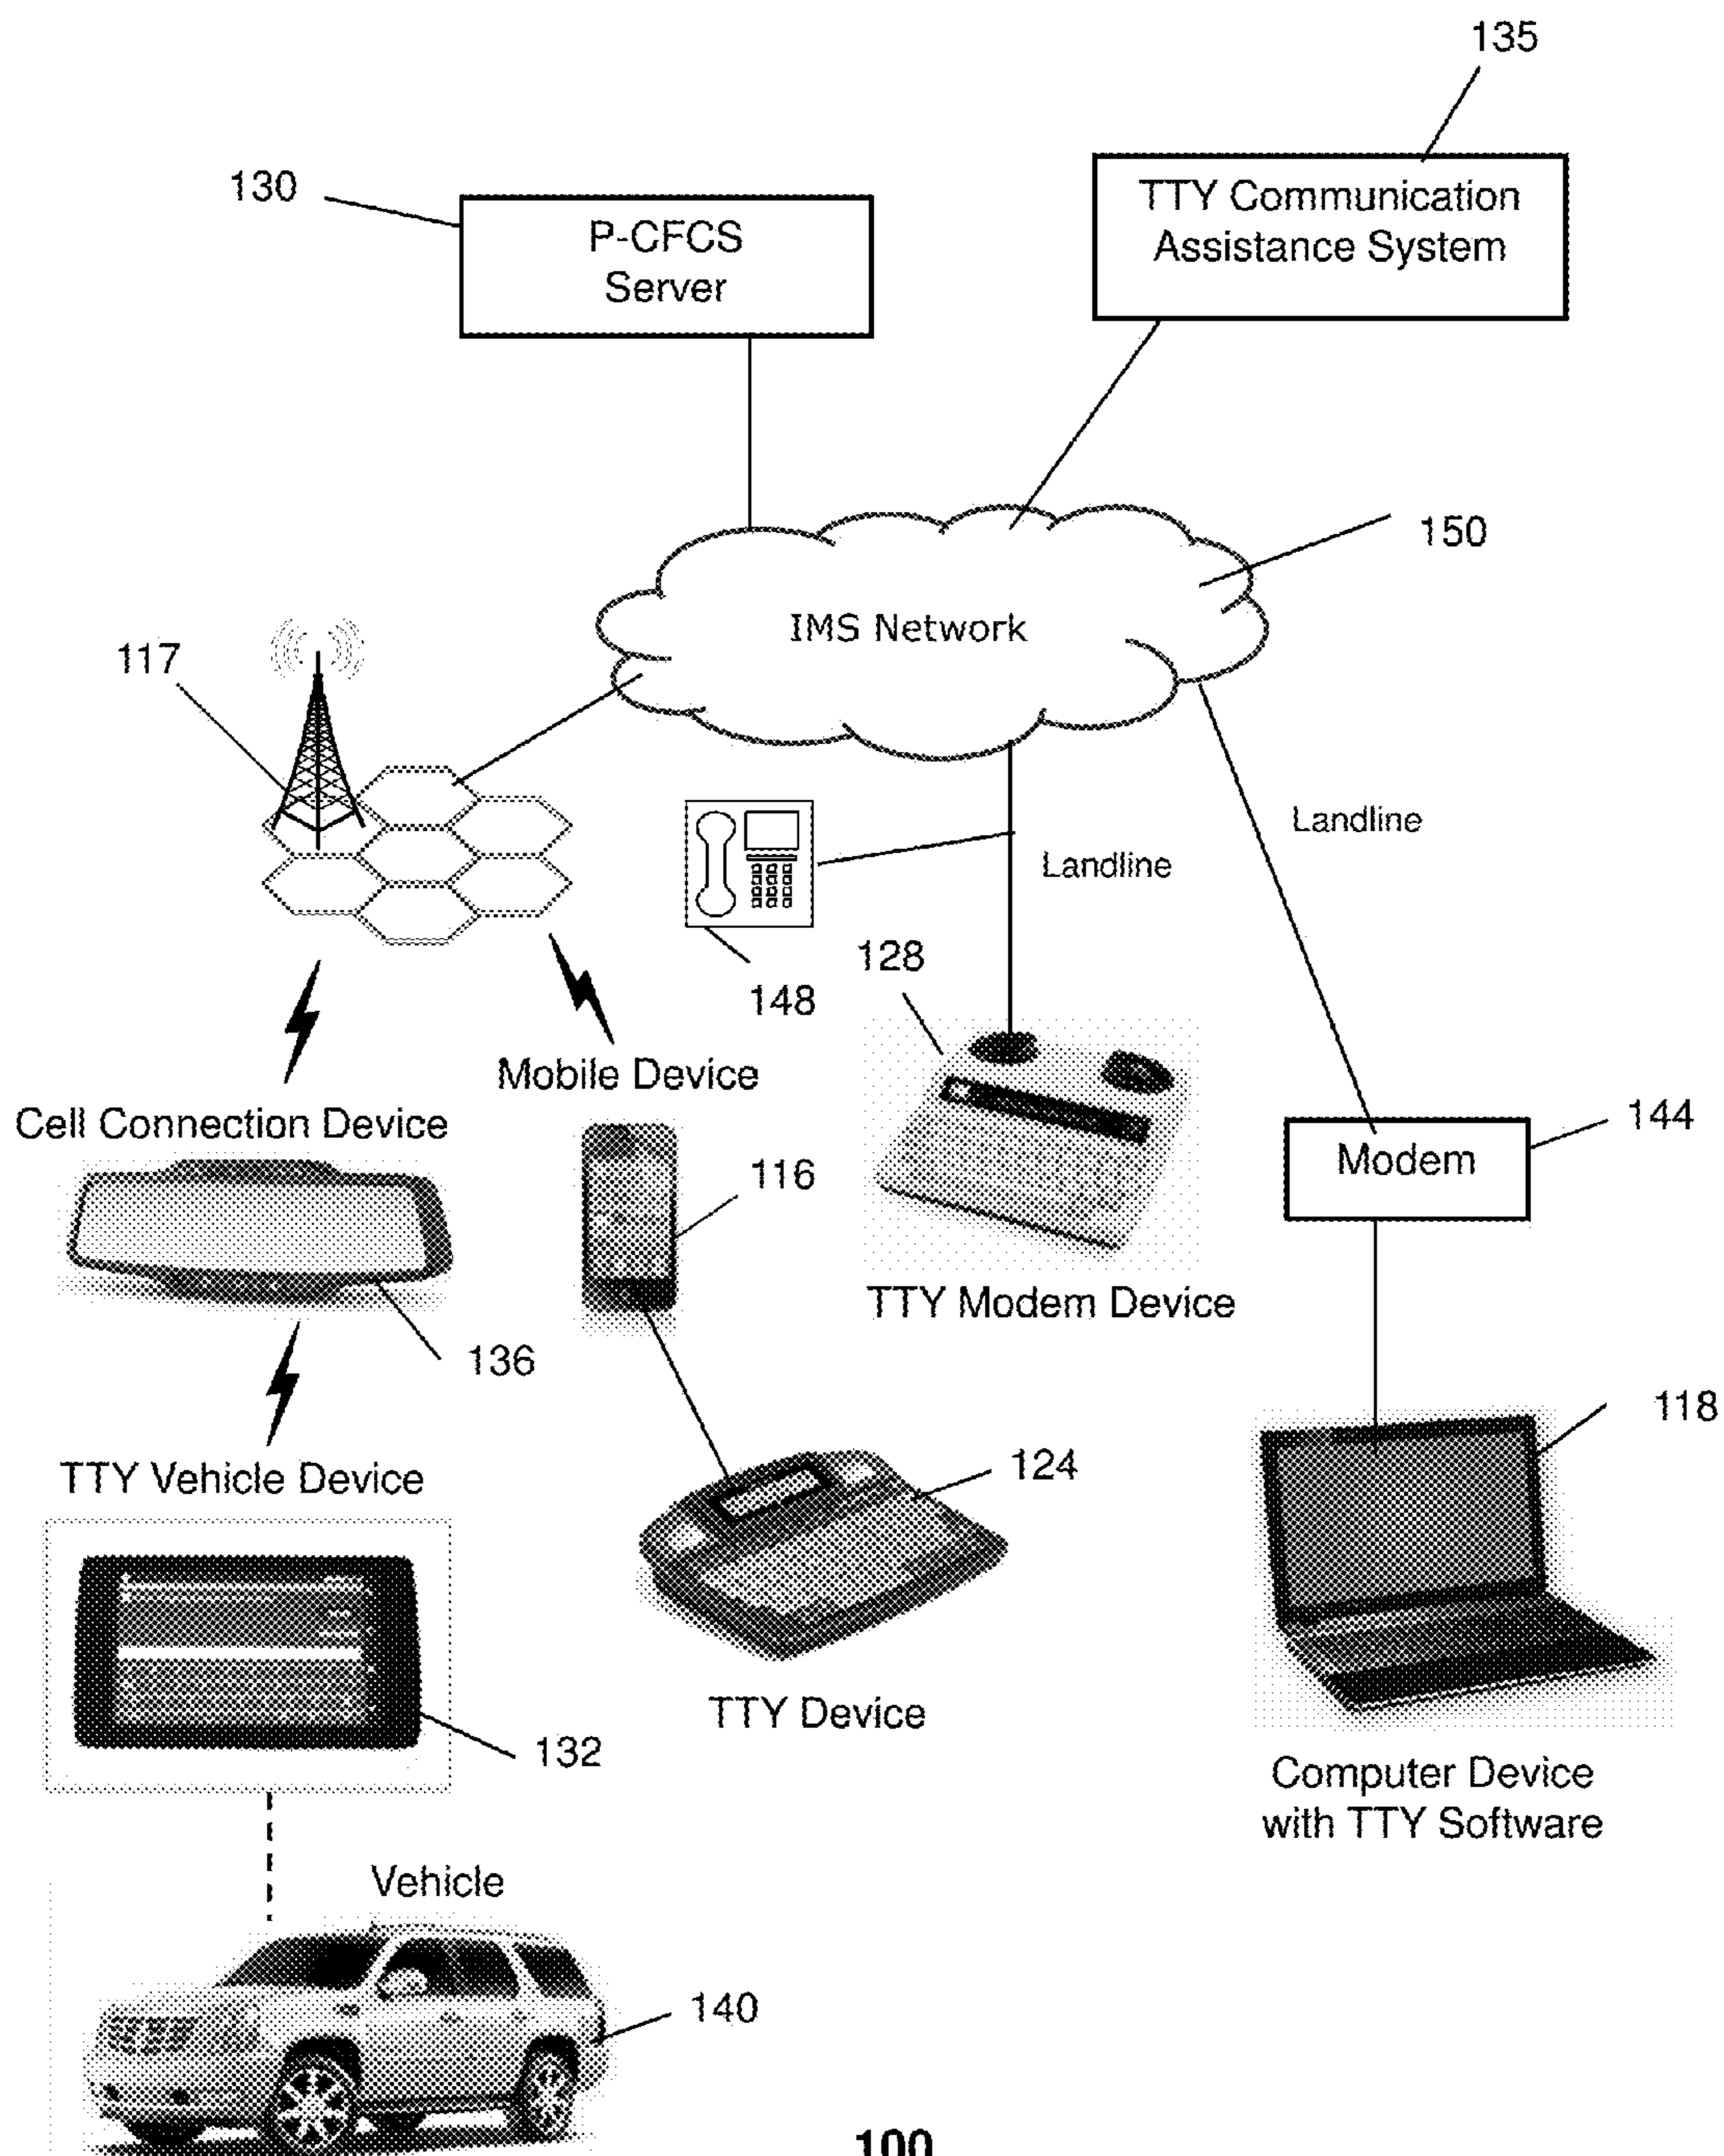 135
130
TTY Communication
Assistance System
P-CFCS
Server
150
IMS Network
117
Landline
Landline
128
148
Mobile Device
Cell Connection Device
144
Modem
116
TTY Modem Device
136
118
TTY Vehicle Device
124
TTY Device
132
Computer Device
with TTY Software
Vehicle
140
100